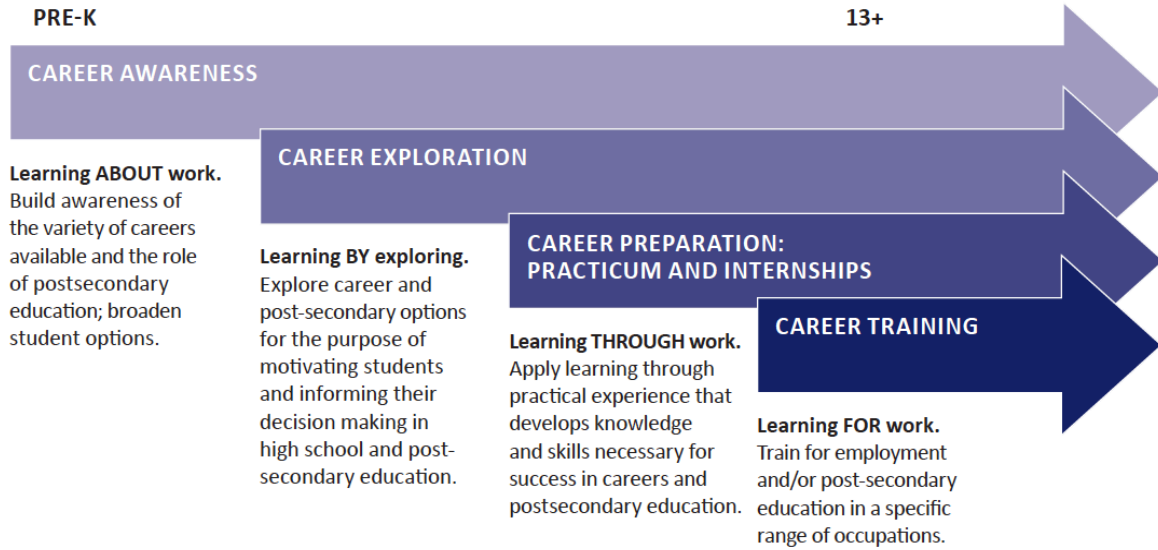 PRE-K
13+
CAREER AWARENESS
Learning ABOUT work.
Build awareness of
the variety of careers
available and the role
of postsecondary
education; broaden
student options.
CAREER EXPLORATION
Learning BY exploring.
Explore career and
post-secondary options
for the purpose of
motivating students
and informing their
decision making in
high school and post-
secondary education.
CAREER PREPARATION:
PRACTICUM AND INTERNSHIPS
Learning THROUGH work.
Apply learning through
practical experience that
develops knowledge
and skills necessary for
success in careers and
postsecondary education.
CAREER TRAINING
Learning FOR work.
Train for employment
and/or post-secondary
education in a specific
range of occupations.